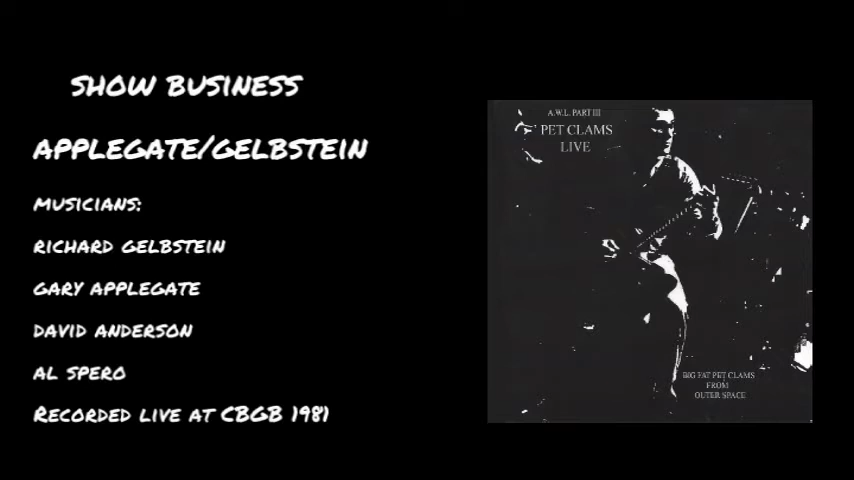 SHOW BUSINESS
APPLEGATE/GELBSTEIN
MUSICIANS:
RICHARD GELBSTEIN
GARY APPLEGATE
DAVID ANDERSON
AL SPERO
RECORDED LIVE AT CBGB 1981
A.W.L. PART III
PET CLAMS
LIVE
BIG FAT PET CLAMS
FROM
OUTER SPACE